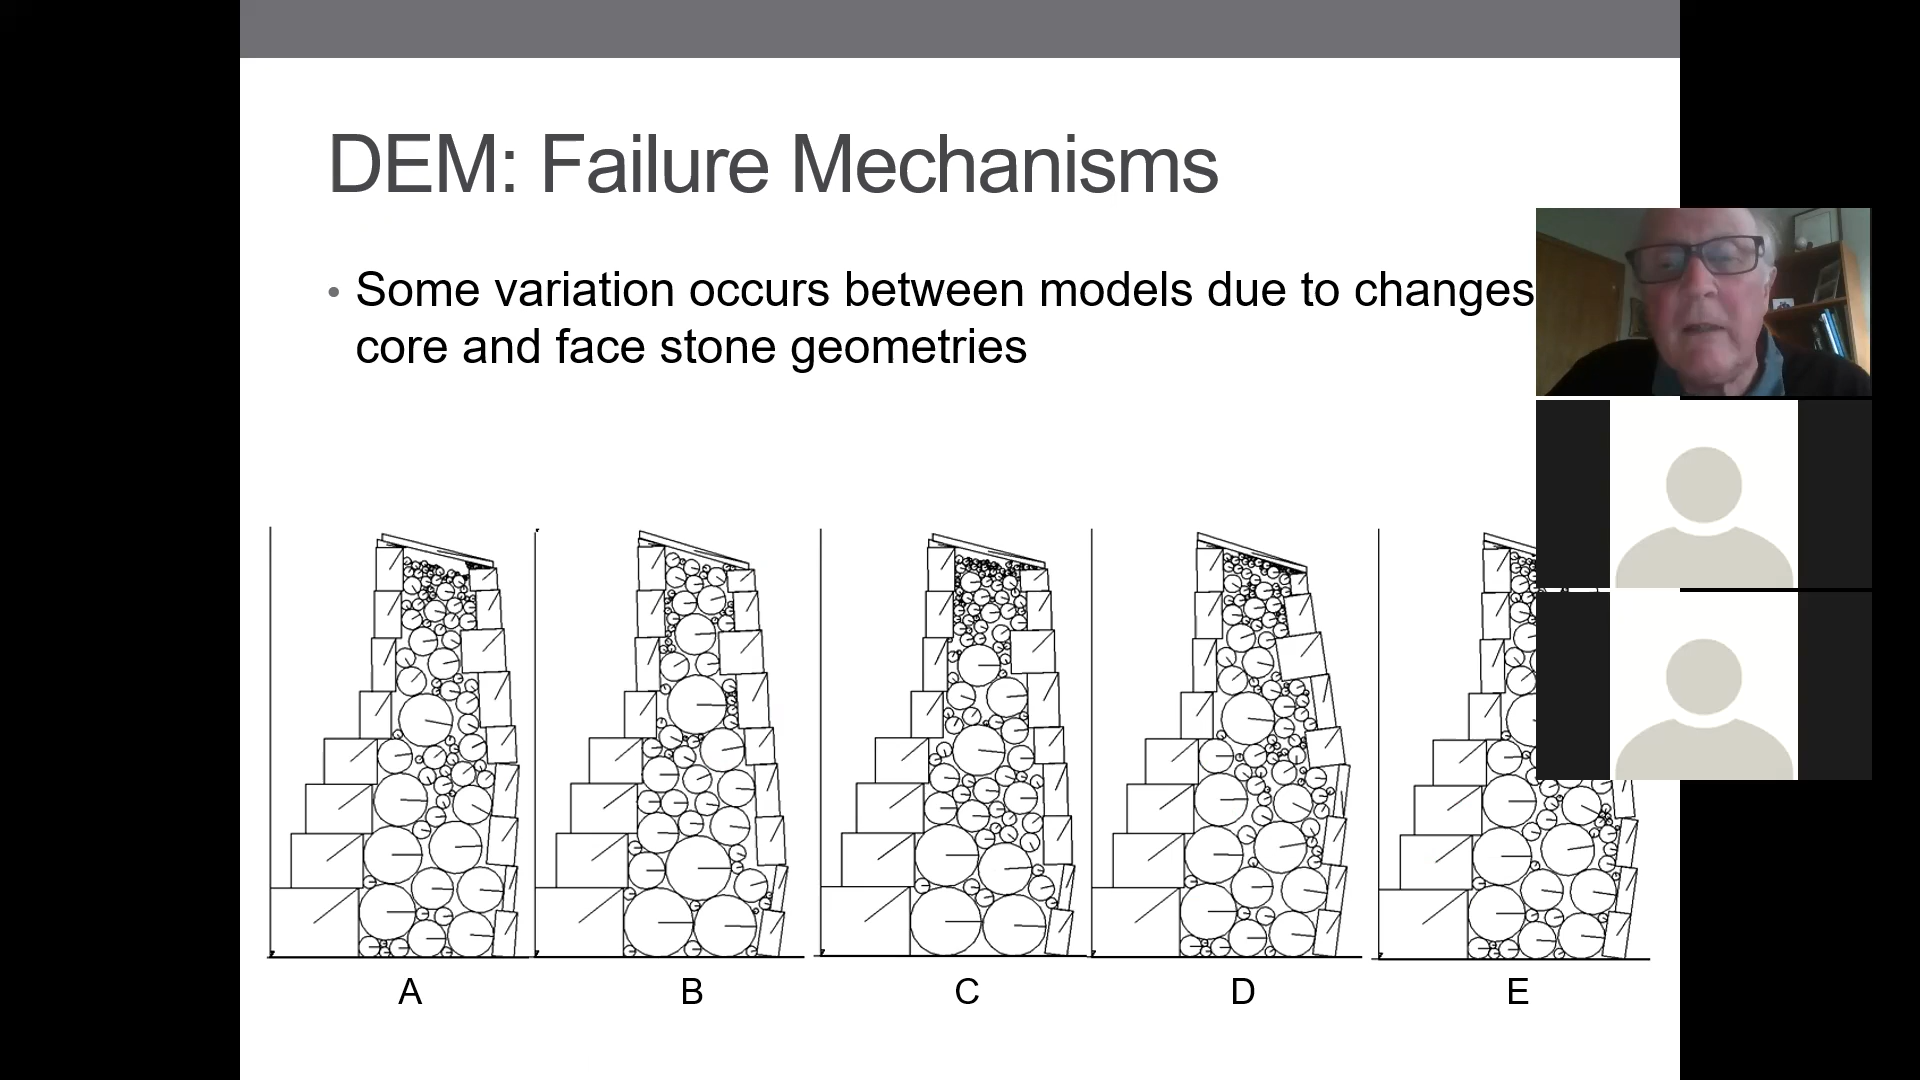 DEM: Failure Mechanisms
• Some variation occurs between models due to changes
core and face stone geometries
A B C D E